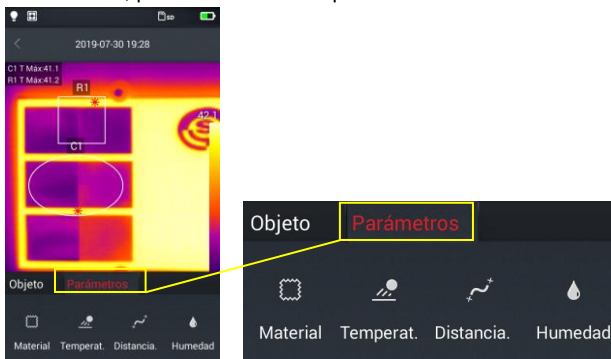 SD
2019-07-30 19:28
C1 T Máx:41.1
R1 T Máx:41.2
R1
42.1
C1
Objeto Parámetros
Material Temperat. Distancia. Humedad
Objeto Parámetros
Material Temperat. Distancia. Humedad